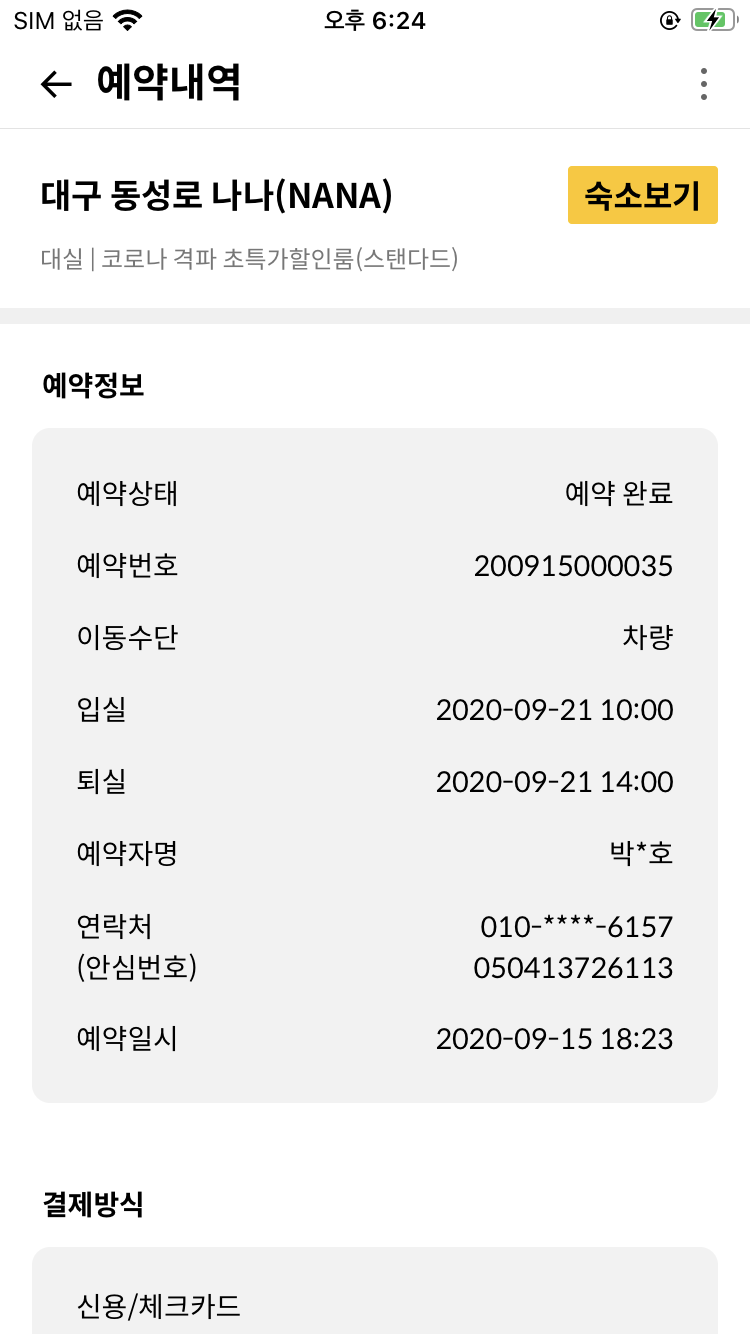 SIM 없음 오후 6:24
예약내역
대구 동성로 나나(NANA) 숙소보기
대실 | 코로나 격파 초특가할인룸(스탠다드)
예약정보
예약상태 예약 완료
예약번호 200915000035
이동수단 차량
입실 2020-09-21 10:00
퇴실 2020-09-21 14:00
예약자명 박*호
연락처 010-****-6157
(안심번호) 050413726113
예약일시 2020-09-15 18:23
결제방식
신용/체크카드